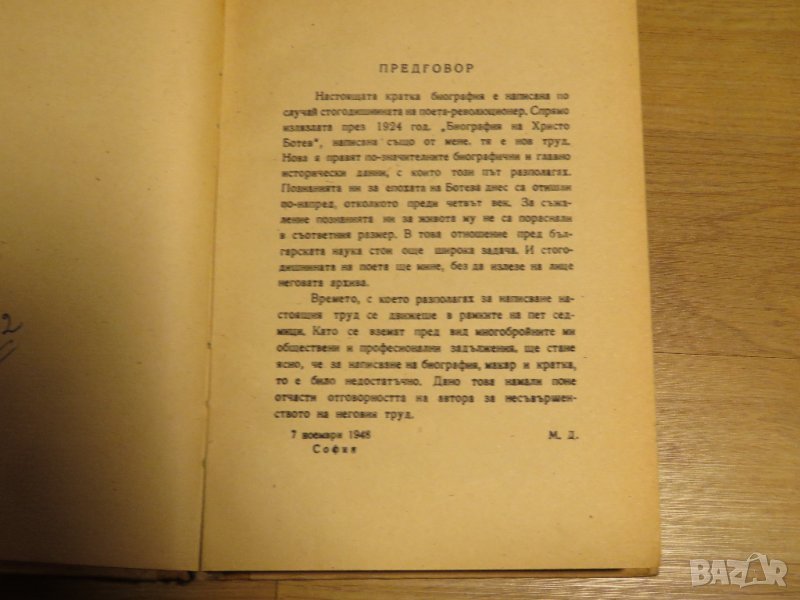 ПРЕДГОВОР
Настоящата кратка биография е написана по
случай стогодишнината на поета-революционер. Спрямо
излязлата през 1924 год. „Биография на Христо
Ботев“, написана също от мене. тя е нов труд.
Нова я правят по-значителните биографични и главно
исторически данни, с които този път разполагах.
Познанията ни за епохата на Ботева днес са отишли
по-напред, отколкото преди четвърт век. За съжа-
ление познанията ни за живота му не са пораснали
в съответния размер. В това отношение пред бъл-
гарската наука стои още широка задача. И стого-
дишнината на поета ще мине, без да излезе на лице
неговата архива.
Времето, с което разполагах за написване на-
стоящия труд се движеше в рамките на пет сед-
мици. Като се вземат пред вид многобройните ми
обществени и професионални задължения, ще стане
ясно, че за написване на биография, макар и кратка,
то е било недостатъчно. Дано това намали поне
отчасти отговорността на автора за несъвършен-
ството на неговия труд.
7 ноември 1948 М. Д.
София
2
BAZAR